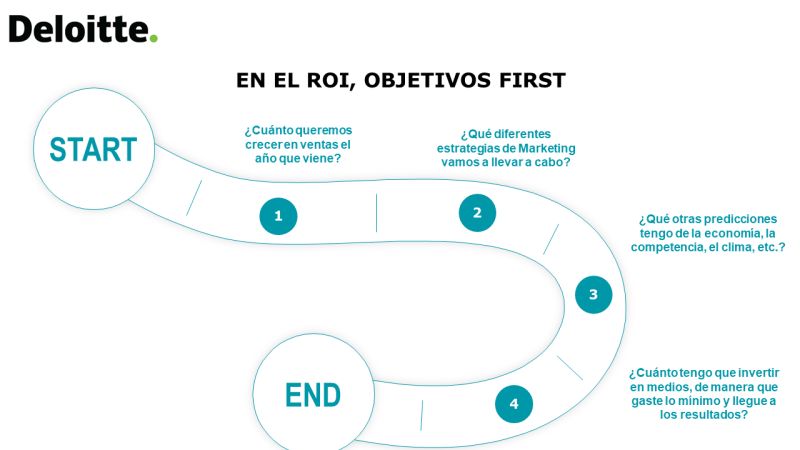 Deloitte.
EN EL ROI, OBJETIVOS FIRST
START
¿Cuánto queremos
crecer en ventas el
año que viene?
¿Qué diferentes
estrategias de Marketing
vamos a llevar a cabo?
1
2
¿Qué otras predicciones
tengo de la economía, la
competencia, el clima, etc.?
3
¿Cuánto tengo que invertir
en medios, de manera que
gaste lo mínimo y llegue a
los resultados?
4
END